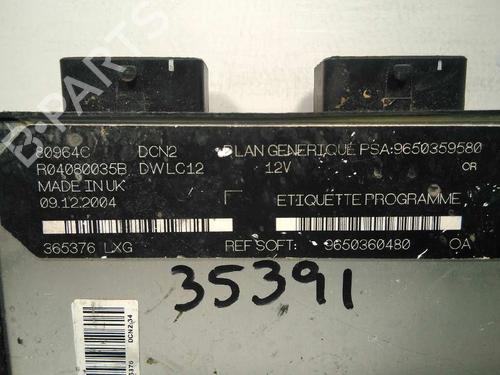 B-PARTS
80964C DCN2 PLAN GENERIQUE PSA:9650359580
R04080035B DWLC12 12V CR
MADE IN UK
09.12.2004 ETIQUETTE PROGRAMME
365376 LXG REF SOFT: 9650360480 OA
35391